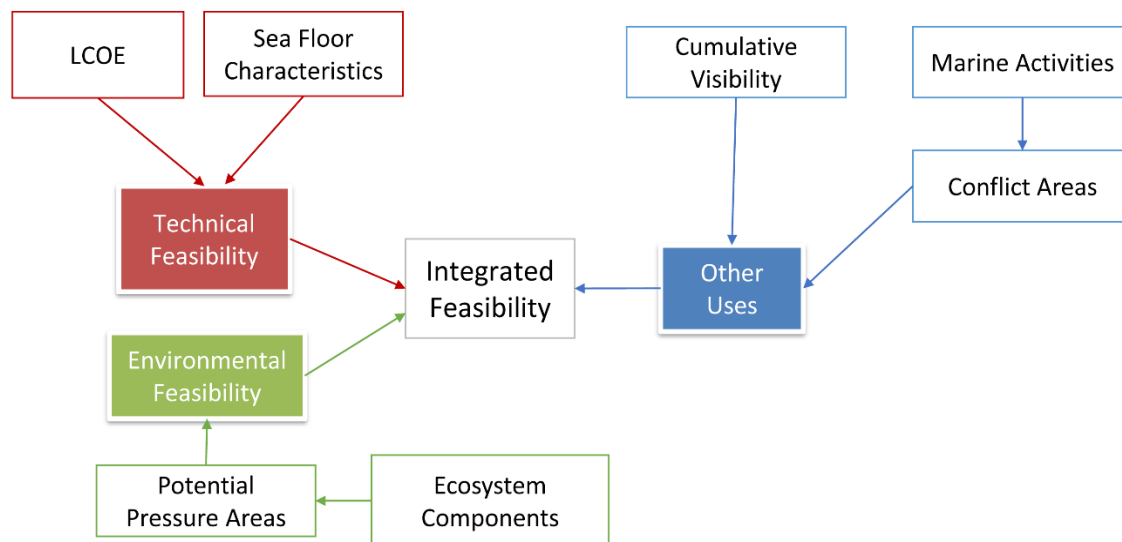 LCOE
Sea Floor
Characteristics
Cumulative
Visibility
Marine Activities
Conflict Areas
Technical
Feasibility
Integrated
Feasibility
Other
Uses
Environmental
Feasibility
Potential
Pressure Areas
Ecosystem
Components